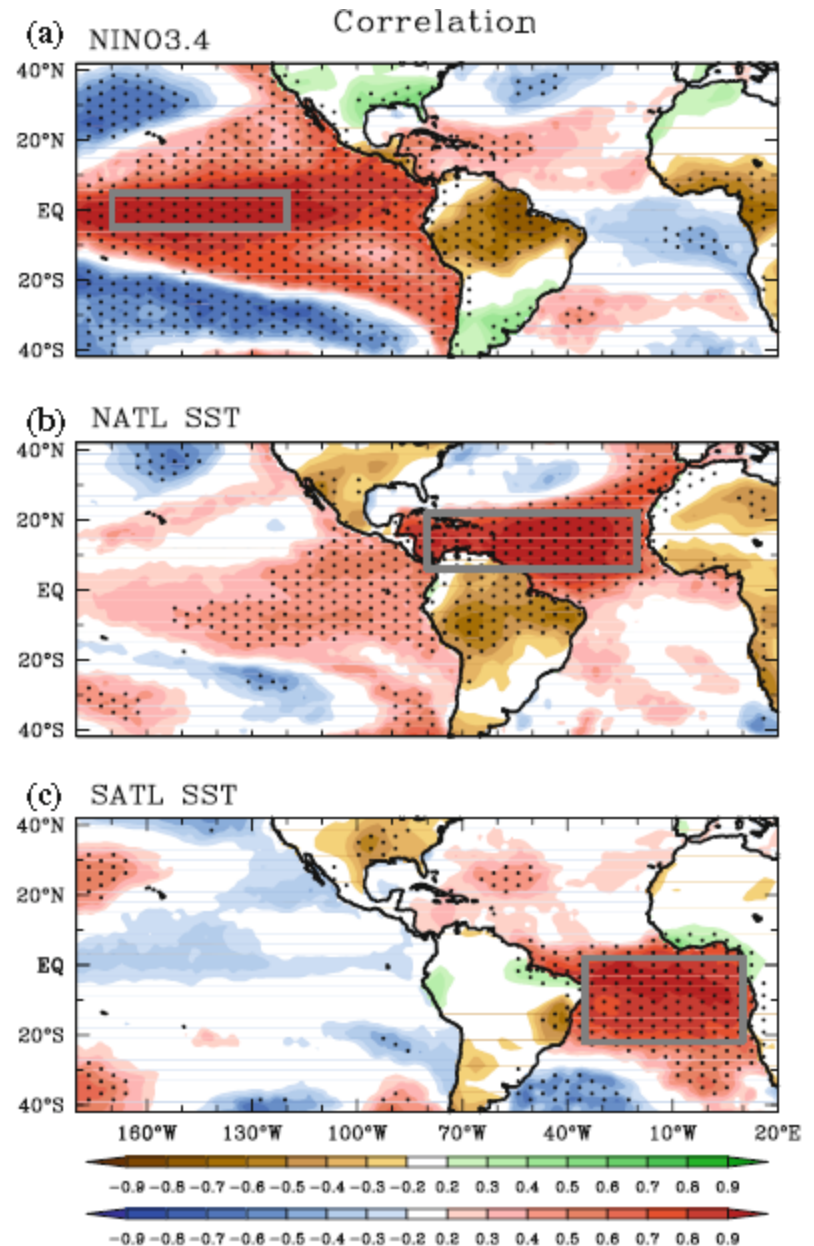 Correlation
(a) NINO3.4
40°N
20°N
EQ
20°S
40°S
(b) NATL SST
40°N
20°N
EQ
20°S
40°S
(c) SATL SST
40°N
20°N
EQ
20°S
40°S
160°W 130°W 100°W 70°W 40°W 10°W 20°E
-0.9 -0.8 -0.7 -0.6 -0.5 -0.4 -0.3 -0.2 0.2 0.3 0.4 0.5 0.6 0.7 0.8 0.9
-0.9 -0.8 -0.7 -0.6 -0.5 -0.4 -0.3 -0.2 0.2 0.3 0.4 0.5 0.6 0.7 0.8 0.9